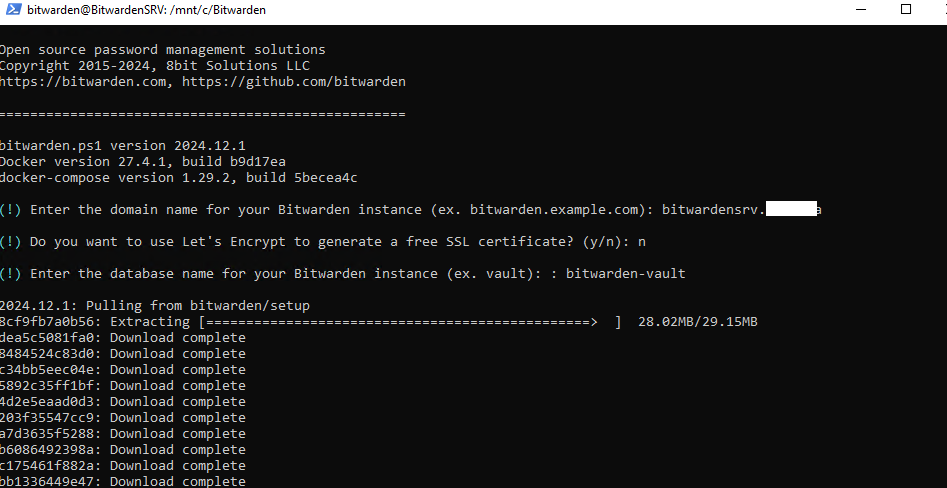 bitwarden@BitwardenSRV: /mnt/c/Bitwarden
Open source password management solutions
Copyright 2015-2024, 8bit Solutions LLC
https://bitwarden.com, https://github.com/bitwarden
===================================================
bitwarden.ps1 version 2024.12.1
Docker version 27.4.1, build b9d17ea
docker-compose version 1.29.2, build 5becea4c
(!) Enter the domain name for your Bitwarden instance (ex. bitwarden.example.com): bitwardensrv. a
(!) Do you want to use Let's Encrypt to generate a free SSL certificate? (y/n): n
(!) Enter the database name for your Bitwarden instance (ex. vault): : bitwarden-vault
2024.12.1: Pulling from bitwarden/setup
8cf9fb7a0b56: Extracting [================================================>  ]  28.02MB/29.15MB
dea5c5081fa0: Download complete
8484524c83d0: Download complete
c34bb5eec04e: Download complete
5892c35ff1bf: Download complete
4d2e5eaad0d3: Download complete
203f35547cc9: Download complete
a7d3635f5288: Download complete
b6086492398a: Download complete
c175461f882a: Download complete
bb1336449e47: Download complete